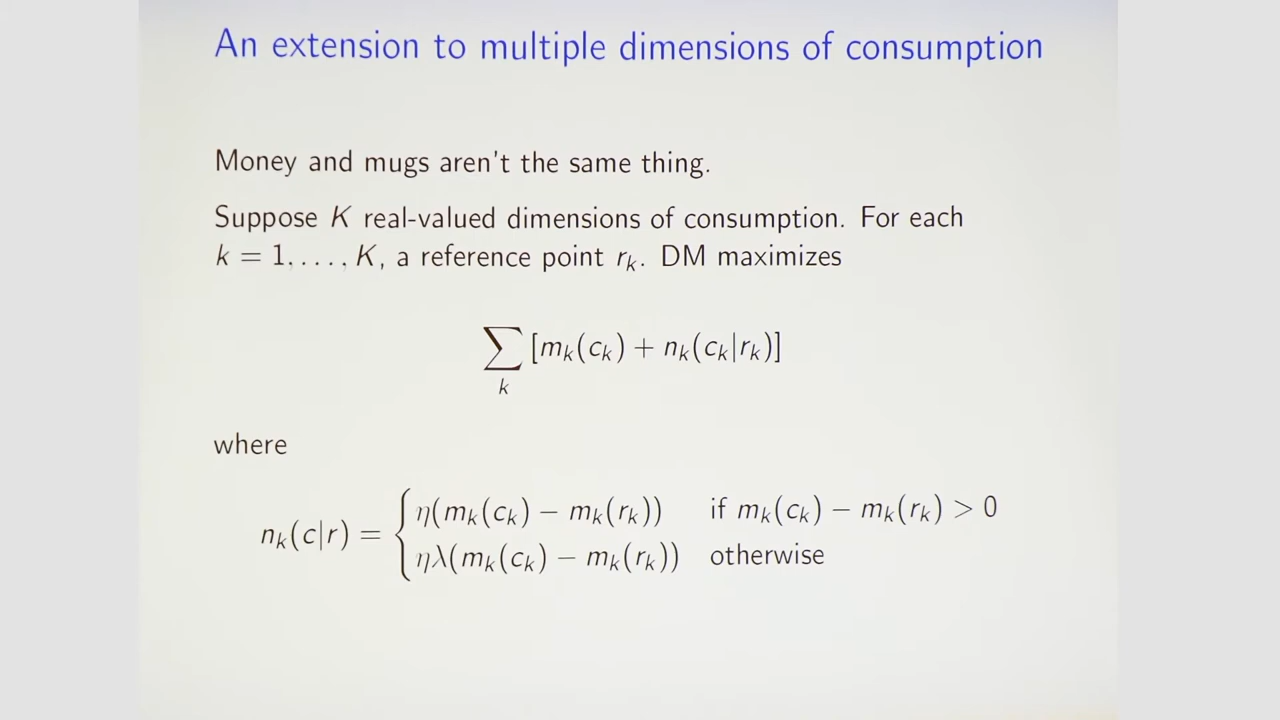 An extension to multiple dimensions of consumption
Money and mugs aren't the same thing.
Suppose K real-valued dimensions of consumption. For each
k = 1, . . . , K, a reference point r_k. DM maximizes
∑_k [m_k(c_k) + n_k(c_k|r_k)]
where
n_k(c|r) = { η(m_k(c_k) − m_k(r_k)) if m_k(c_k) − m_k(r_k) > 0
ηλ(m_k(c_k) − m_k(r_k)) otherwise